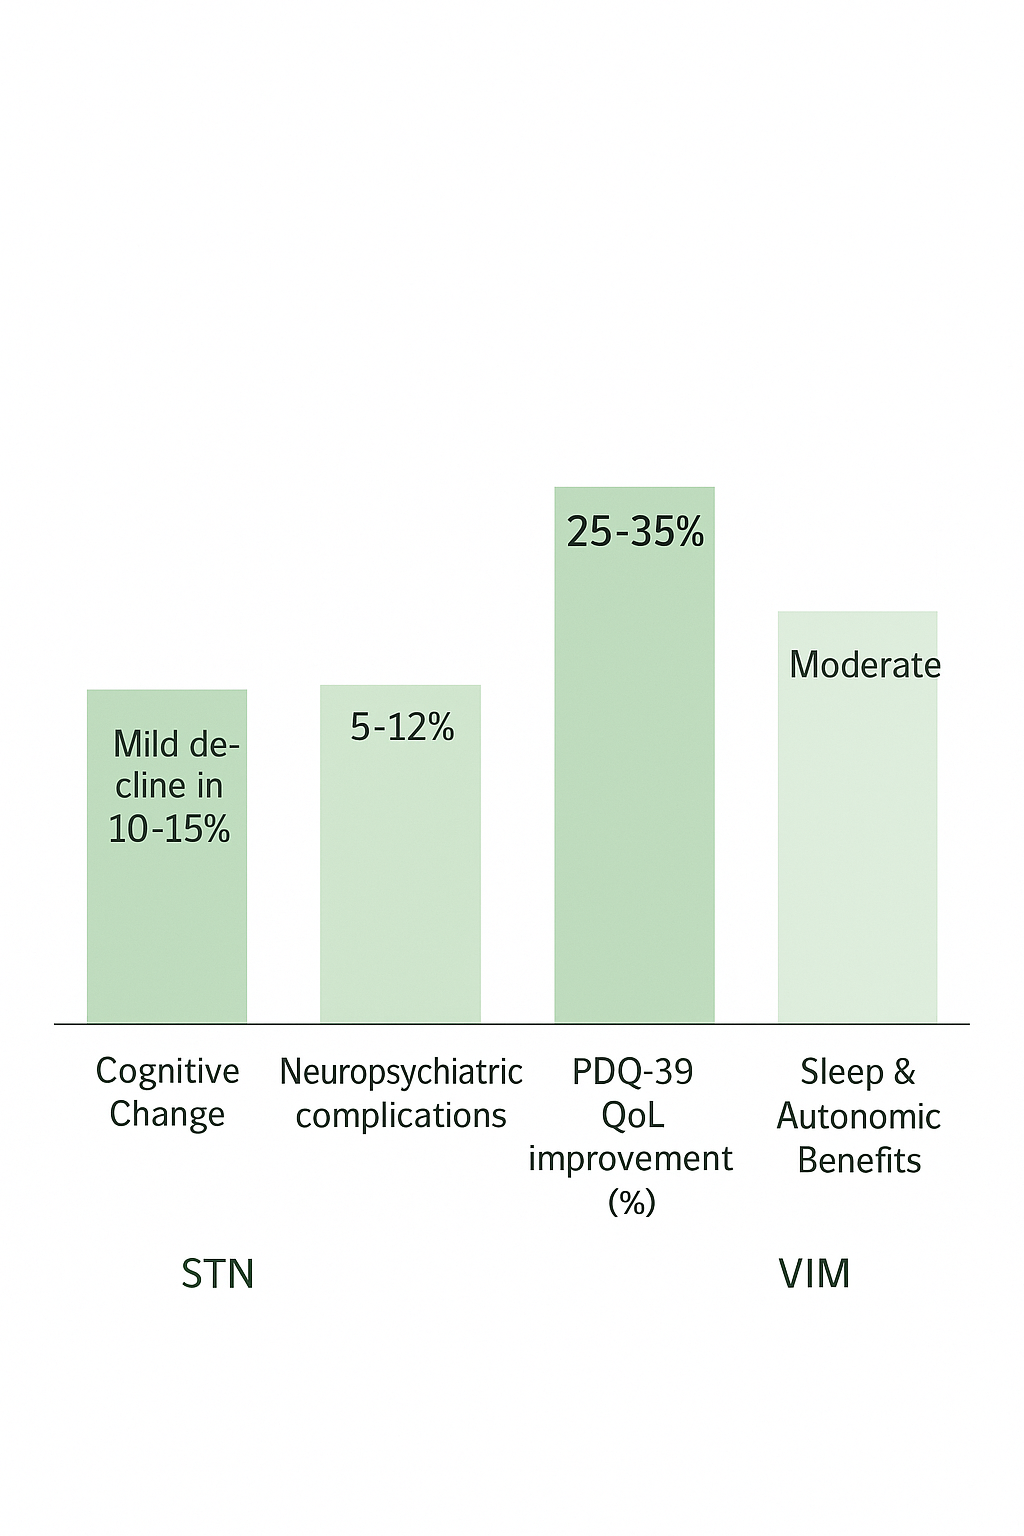 25-35%
Moderate
5-12%
Mild de-
cline in
10-15%
Cognitive
Change
Neuropsychiatric
complications
PDQ-39
QoL
improvement
(%)
Sleep &
Autonomic
Benefits
STN
VIM